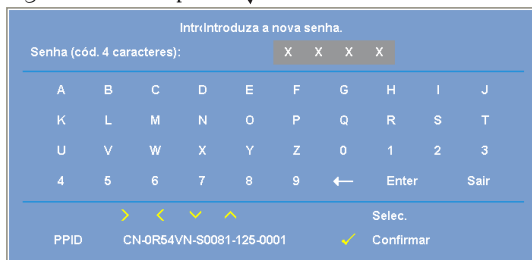 Introduza a nova senha.
Senha (cód. 4 caracteres): X X X X
A B C D E F G H I J
K L M N O P Q R S T
U V W X Y Z 0 1 2 3
4 5 6 7 8 9 ← Enter Sair
Selec.
PPID CN-0R54VN-S0081-125-0001 Confirmar